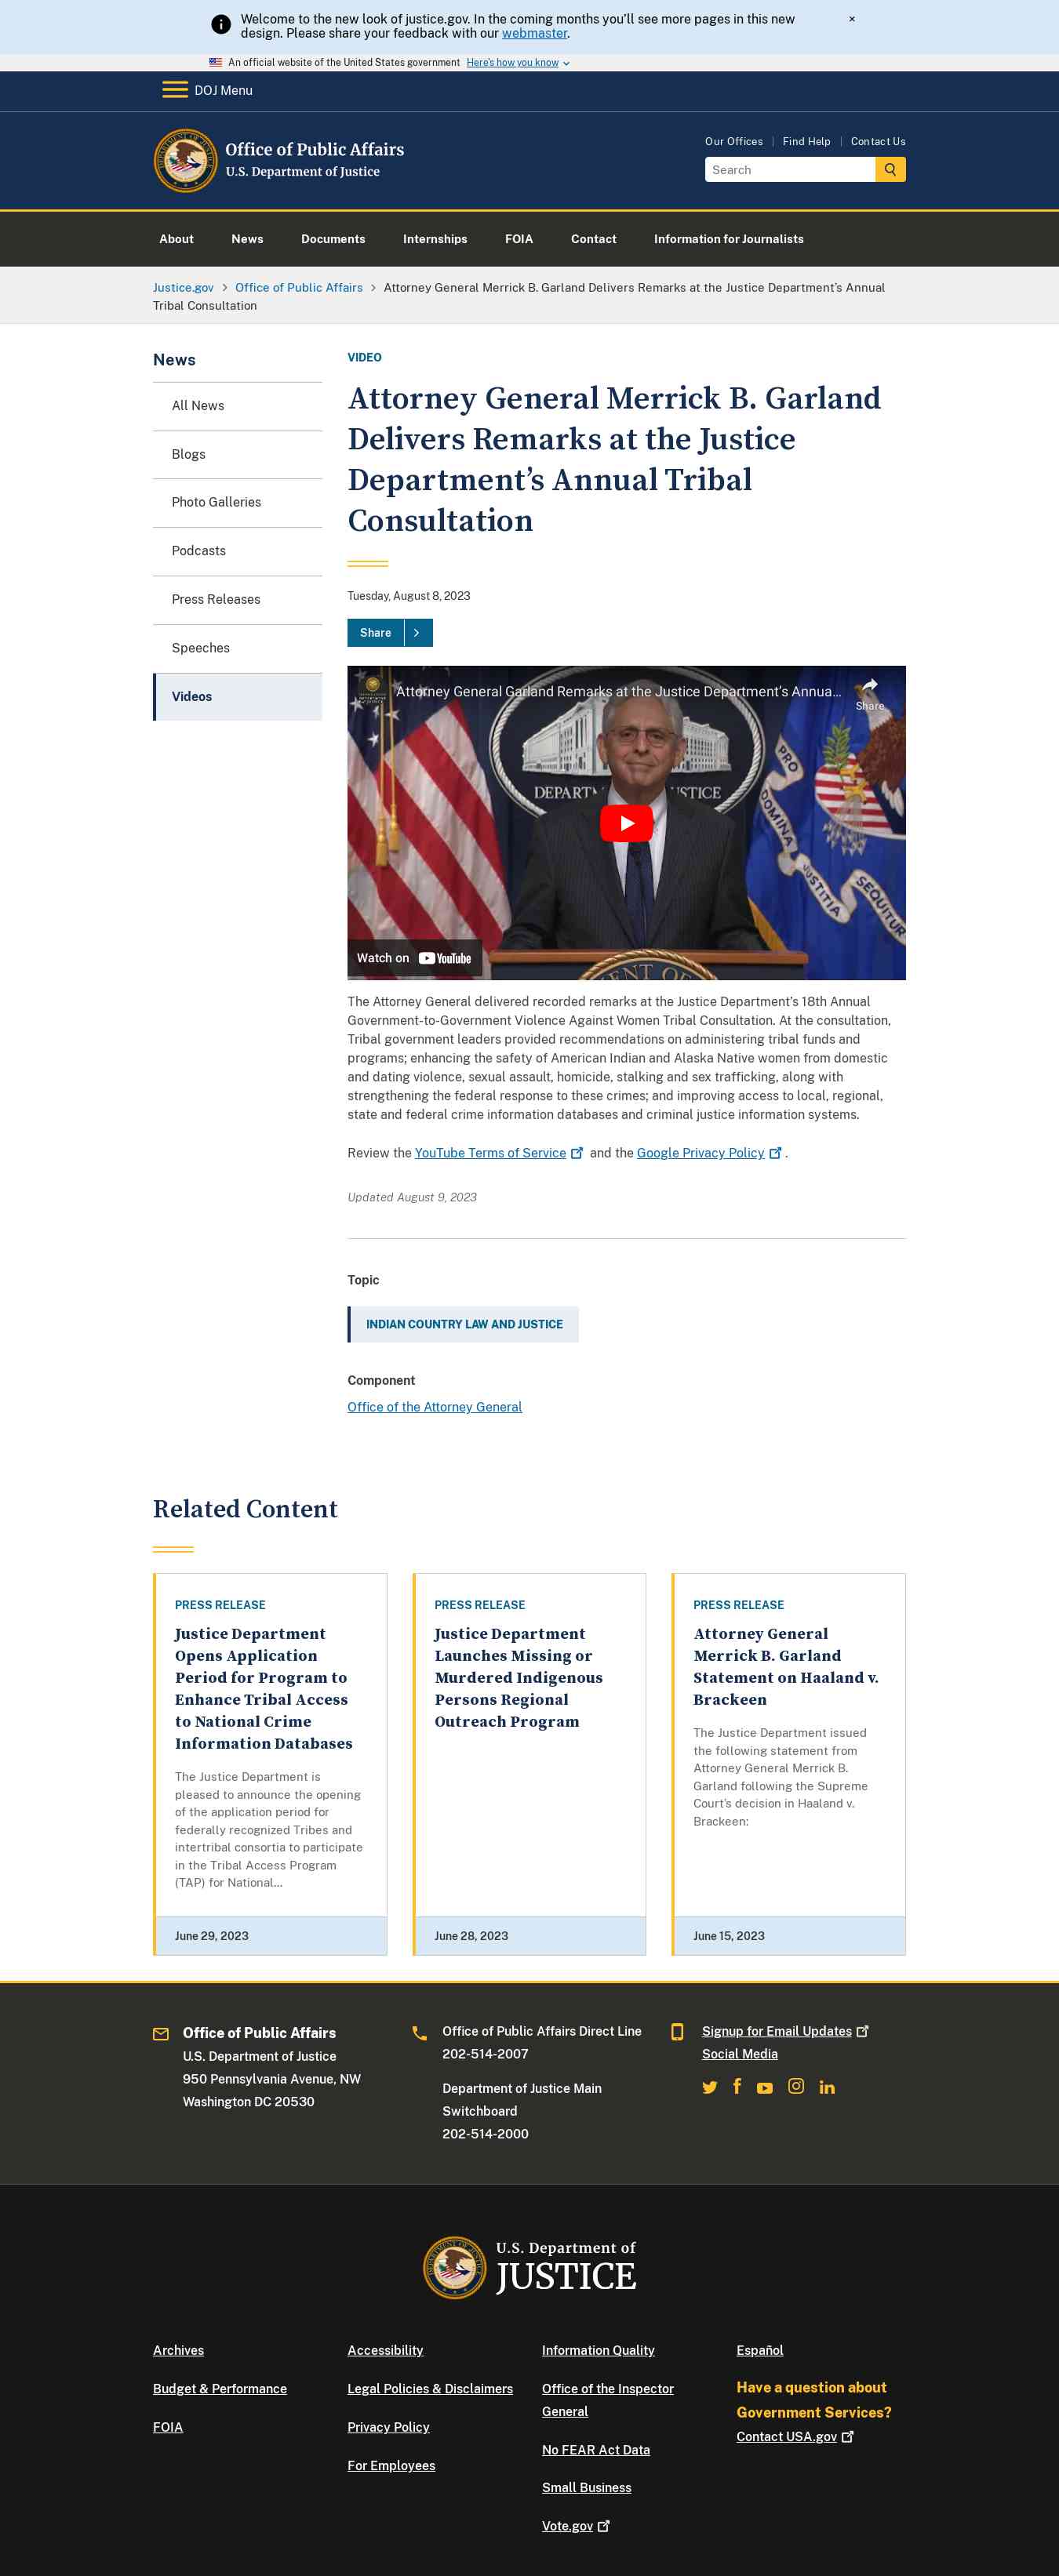 Welcome to the new look of justice.gov. In the coming months you'll see more pages in this new
design. Please share your feedback with our webmaster.
×
An official website of the United States government Here's how you know
DOJ Menu
Office of Public Affairs
U.S. Department of Justice
Our Offices
Find Help
Contact Us
Search
About
News
Documents
Internships
FOIA
Contact
Information for Journalists
Justice.gov > Office of Public Affairs > Attorney General Merrick B. Garland Delivers Remarks at the Justice Department's Annual
Tribal Consultation
News
All News
Blogs
Photo Galleries
Podcasts
Press Releases
Speeches
Videos
VIDEO
Attorney General Merrick B. Garland
Delivers Remarks at the Justice
Department's Annual Tribal
Consultation
Tuesday, August 8, 2023
Share >
Attorney General Garland Remarks at the Justice Department's Annua...
Share
Watch on YouTube
The Attorney General delivered recorded remarks at the Justice Department's 18th Annual
Government-to-Government Violence Against Women Tribal Consultation. At the consultation,
Tribal government leaders provided recommendations on administering tribal funds and
programs; enhancing the safety of American Indian and Alaska Native women from domestic
and dating violence, sexual assault, homicide, stalking and sex trafficking, along with
strengthening the federal response to these crimes; and improving access to local, regional,
state and federal crime information databases and criminal justice information systems.
Review the YouTube Terms of Service and the Google Privacy Policy .
Updated August 9, 2023
Topic
INDIAN COUNTRY LAW AND JUSTICE
Component
Office of the Attorney General
Related Content
PRESS RELEASE
Justice Department
Opens Application
Period for Program to
Enhance Tribal Access
to National Crime
Information Databases
The Justice Department is
pleased to announce the opening
of the application period for
federally recognized Tribes and
intertribal consortia to participate
in the Tribal Access Program
(TAP) for National...
June 29, 2023
PRESS RELEASE
Justice Department
Launches Missing or
Murdered Indigenous
Persons Regional
Outreach Program
June 28, 2023
PRESS RELEASE
Attorney General
Merrick B. Garland
Statement on Haaland v.
Brackeen
The Justice Department issued
the following statement from
Attorney General Merrick B.
Garland following the Supreme
Court's decision in Haaland v.
Brackeen:
June 15, 2023
Office of Public Affairs
U.S. Department of Justice
950 Pennsylvania Avenue, NW
Washington DC 20530
Office of Public Affairs Direct Line
202-514-2007
Department of Justice Main
Switchboard
202-514-2000
Signup for Email Updates
Social Media
U.S. Department of
JUSTICE
Archives
Budget & Performance
FOIA
Accessibility
Legal Policies & Disclaimers
Privacy Policy
For Employees
Information Quality
Office of the Inspector
General
No FEAR Act Data
Small Business
Vote.gov
Español
Have a question about
Government Services?
Contact USA.gov